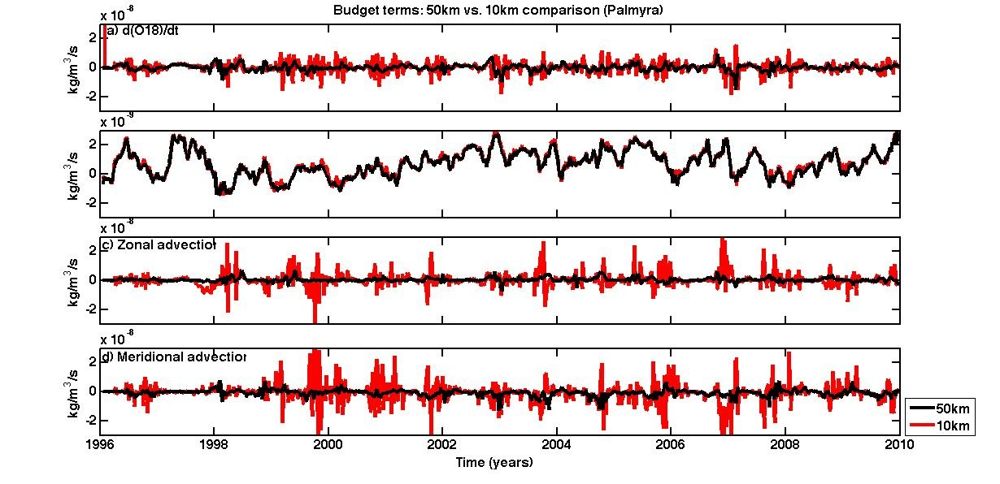 Budget terms: 50km vs. 10km comparison (Palmyra)
x 10^-8
a) d(O18)/dt
kg/m^3/s
2
0
-2
x 10^-9
kg/m^3/s
2
0
-2
x 10^-8
c) Zonal advection
kg/m^3/s
2
0
-2
x 10^-8
d) Meridional advection
kg/m^3/s
2
0
-2
1996 1998 2000 2002 2004 2006 2008 2010
Time (years)
50km
10km